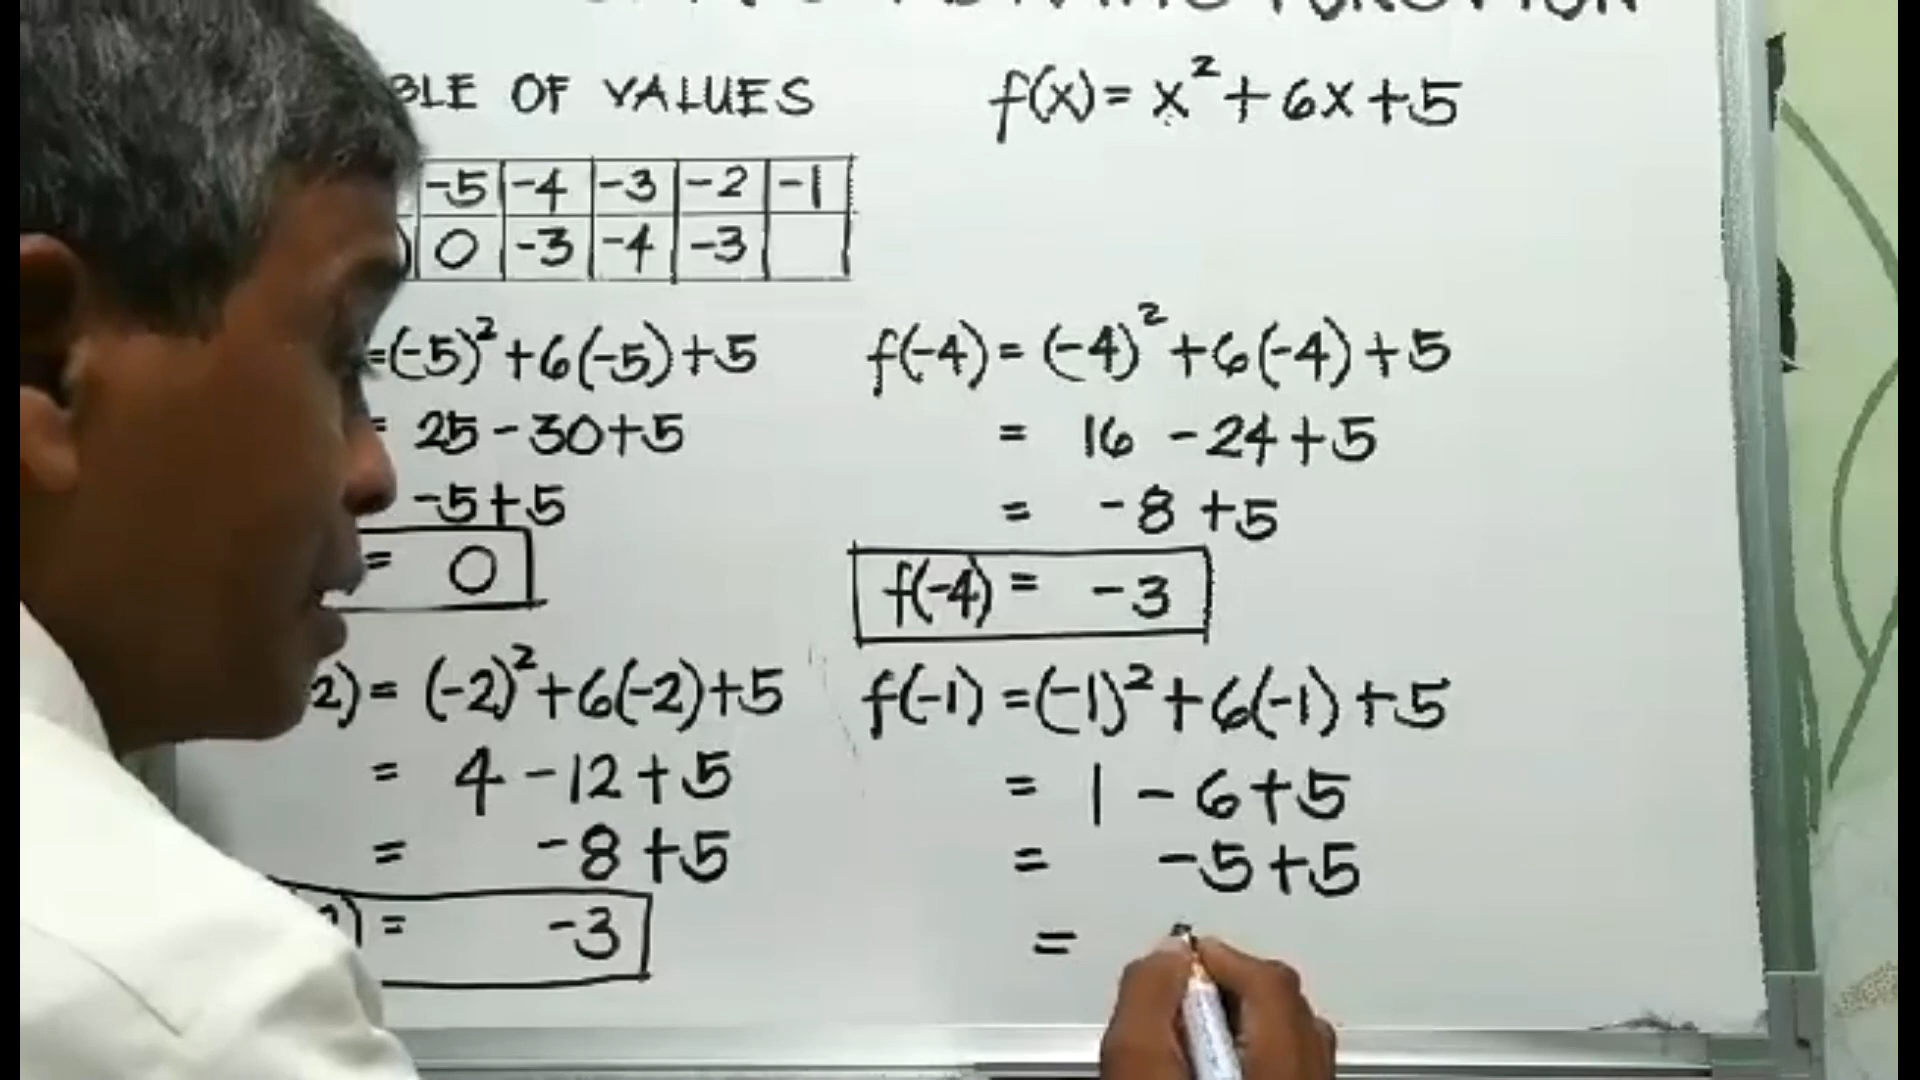 FUNCTION
OF VALUES
f(x) = x² + 6x + 5
-5 -4 -3 -2 -1
0 -3 -4 -3
=(-5)² + 6(-5) + 5
= 25 - 30 + 5
-5 + 5
= 0
f(-4) = (-4)² + 6(-4) + 5
= 16 - 24 + 5
= -8 + 5
f(-4) = -3
2) = (-2)² + 6(-2) + 5
= 4 - 12 + 5
= -8 + 5
) = -3
f(-1) = (-1)² + 6(-1) + 5
= 1 - 6 + 5
= -5 + 5
=